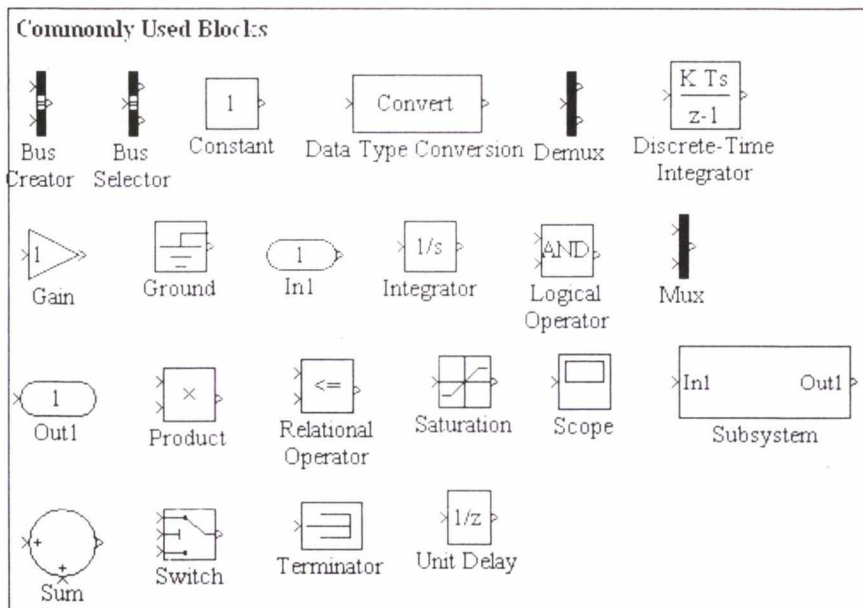 Commomly Used Blocks
1
Convert
K Ts
z-1
Bus
Creator
Bus
Selector
Constant
Data Type Conversion
Demux
Discrete-Time
Integrator
1
1
1/s
AND
Gain
Ground
In1
Integrator
Logical
Operator
Mux
1
×
<=
In1
Out1
Out1
Product
Relational
Operator
Saturation
Scope
Subsystem
+
+
1/z
Sum
Switch
Terminator
Unit Delay